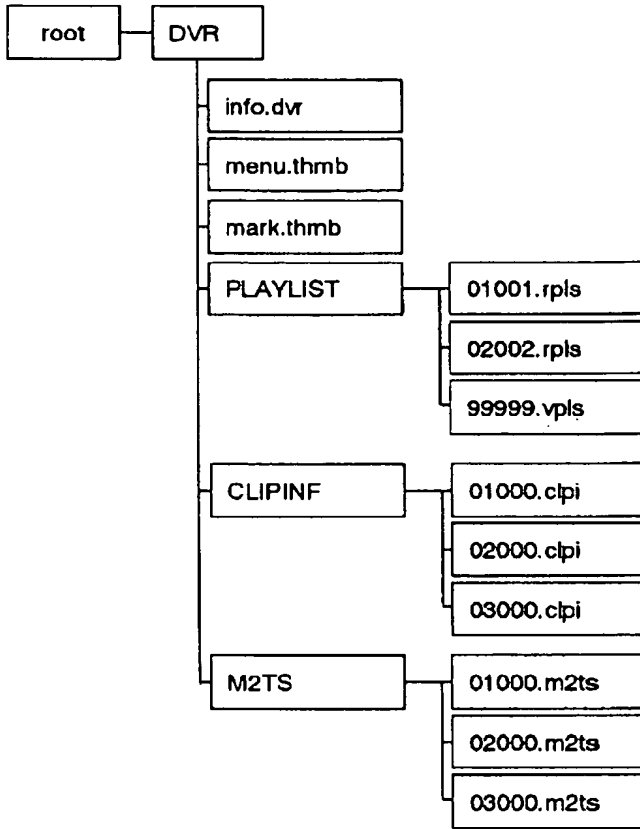 root
DVR
info.dvr
menu.thmb
mark.thmb
PLAYLIST
01001.rpls
02002.rpls
99999.vpls
CLIPINF
01000.clpi
02000.clpi
03000.clpi
M2TS
01000.m2ts
02000.m2ts
03000.m2ts